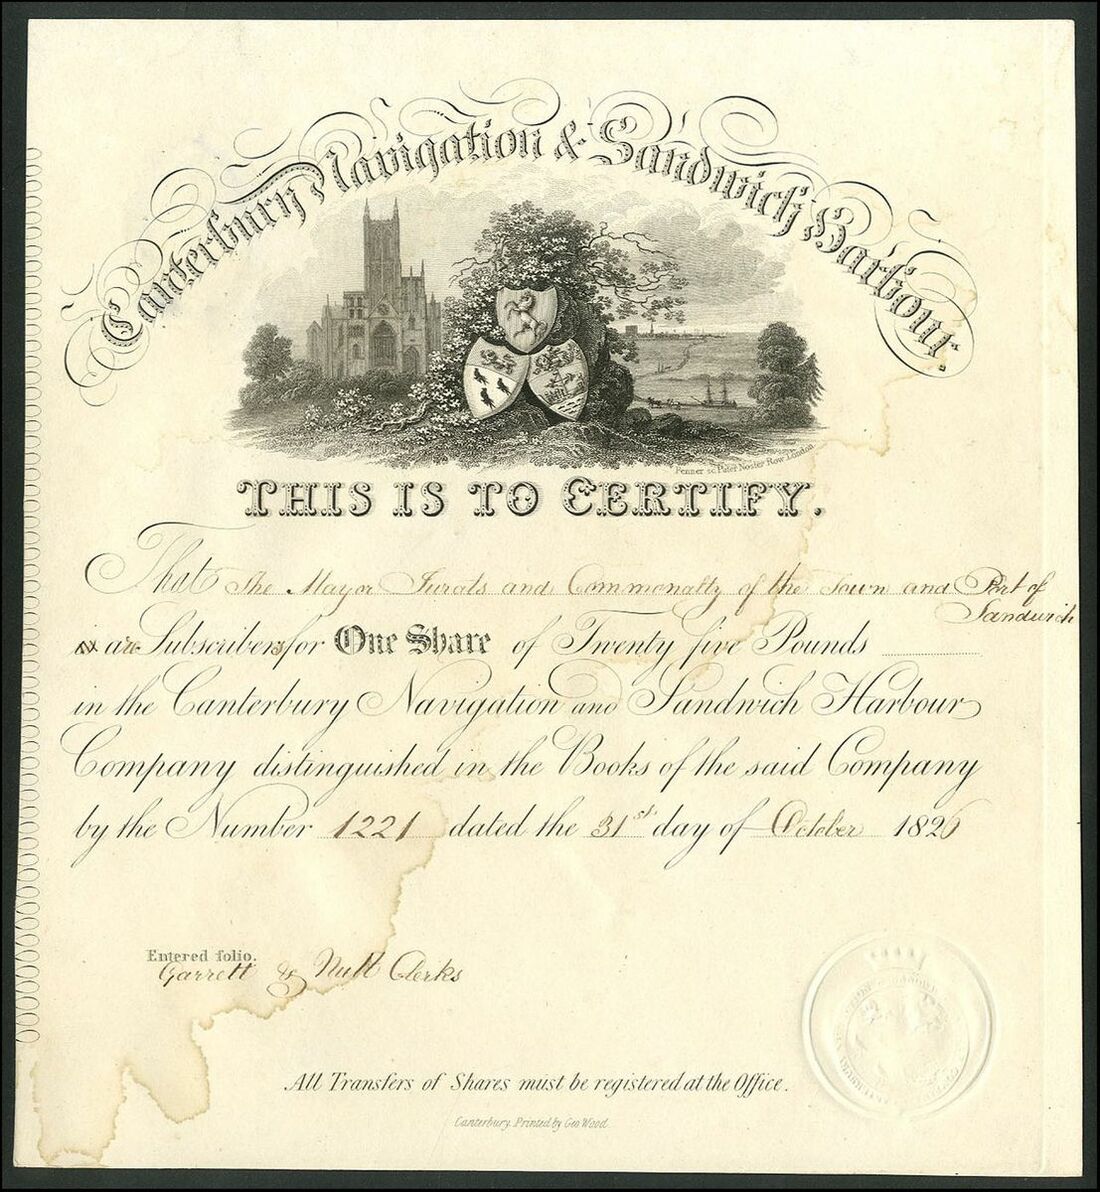 Canterbury Navigation & Sandwich Harbour.
Fenner sc. Pater Noster Row London.
THIS IS TO CERTIFY.
That The Mayor Jurats and Commonalty of the Town and Port of
Sandwich
are Subscribers for One Share of Twenty five Pounds
in the Canterbury Navigation and Sandwich Harbour
Company distinguished in the Books of the said Company
by the Number 1221 dated the 31st day of October 1826
Entered folio.
Garrett & Nutt Clerks
All Transfers of Shares must be registered at the Office.
Canterbury. Printed by Geo Wood.